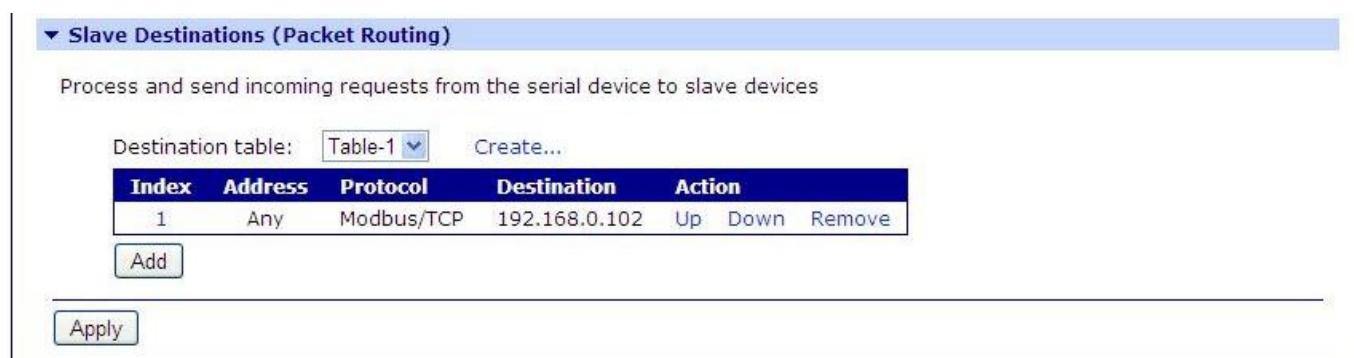 Slave Destinations (Packet Routing)
Process and send incoming requests from the serial device to slave devices
Destination table: Table-1 Create...
Index Address Protocol Destination Action
1 Any Modbus/TCP 192.168.0.102 Up Down Remove
Add
Apply